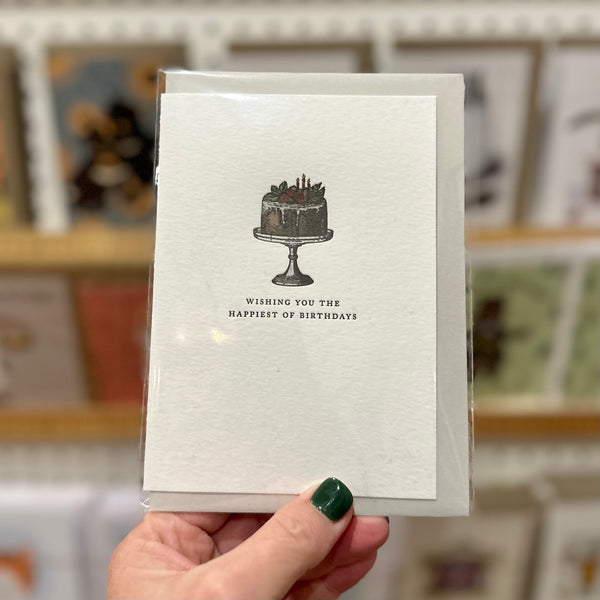 WISHING YOU THE
HAPPIEST OF BIRTHDAYS